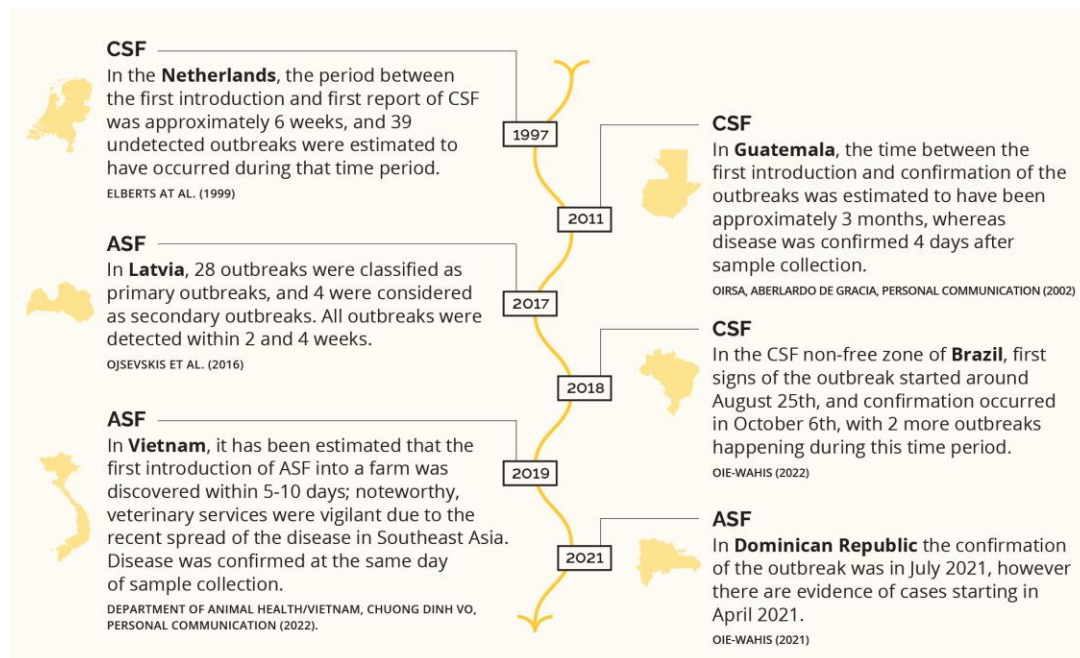 CSF
In the Netherlands, the period between
the first introduction and first report of CSF
was approximately 6 weeks, and 39
undetected outbreaks were estimated to
have occurred during that time period.
ELBERTS AT AL. (1999)
1997
CSF
In Guatemala, the time between the
first introduction and confirmation of the
outbreaks was estimated to have been
approximately 3 months, whereas
disease was confirmed 4 days after
sample collection.
OIRSA, ABERLARDO DE GRACIA, PERSONAL COMMUNICATION (2002)
2011
ASF
In Latvia, 28 outbreaks were classified as
primary outbreaks, and 4 were considered
as secondary outbreaks. All outbreaks were
detected within 2 and 4 weeks.
OJSEVSKIS ET AL. (2016)
2017
CSF
In the CSF non-free zone of Brazil, first
signs of the outbreak started around
August 25th, and confirmation occurred
in October 6th, with 2 more outbreaks
happening during this time period.
OIE-WAHIS (2022)
2018
ASF
In Vietnam, it has been estimated that the
first introduction of ASF into a farm was
discovered within 5-10 days; noteworthy,
veterinary services were vigilant due to the
recent spread of the disease in Southeast Asia.
Disease was confirmed at the same day
of sample collection.
DEPARTMENT OF ANIMAL HEALTH/VIETNAM, CHUONG DINH VO,
PERSONAL COMMUNICATION (2022).
2019
ASF
In Dominican Republic the confirmation
of the outbreak was in July 2021, however
there are evidence of cases starting in
April 2021.
OIE-WAHIS (2021)
2021